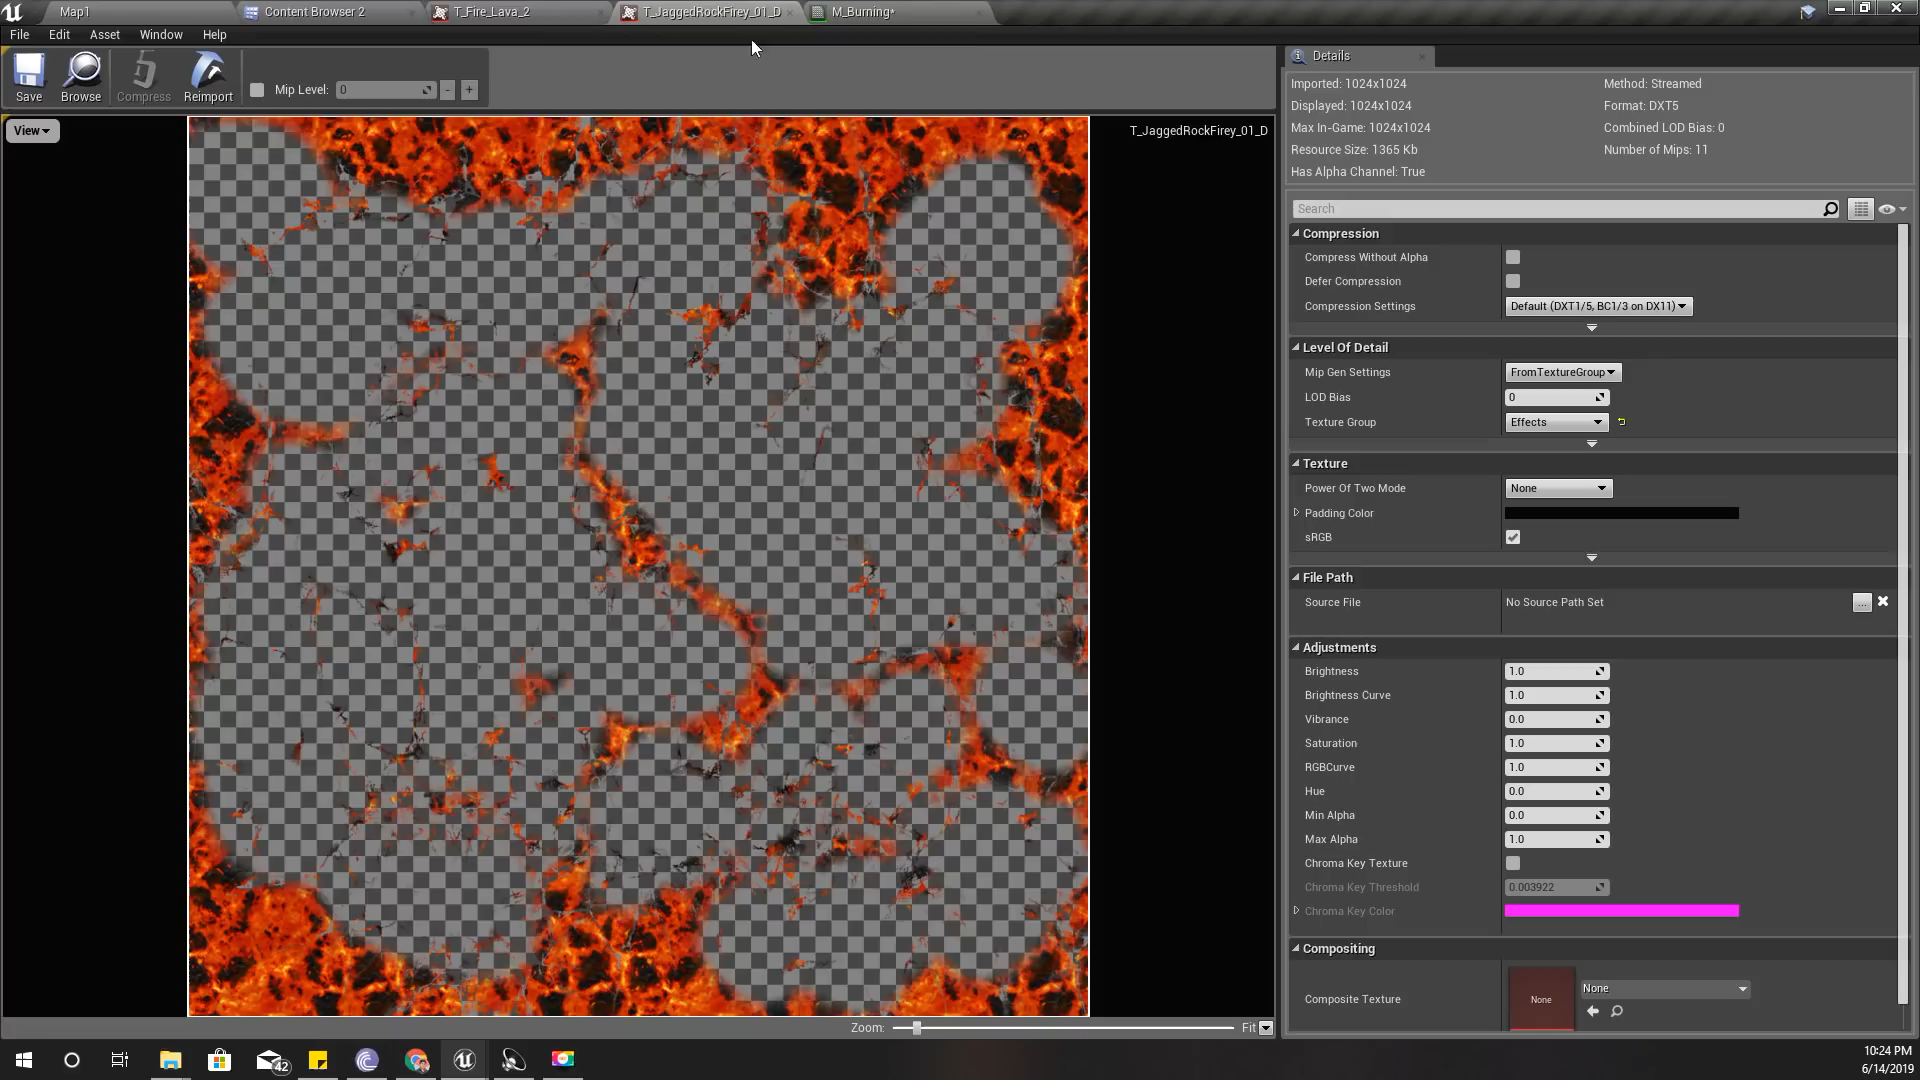 Map1
Content Browser 2
T_Fire_Lava_2
T_JaggedRockFirey_01_D
M_Burning*
File Edit Asset Window Help
Save Browse Compress Reimport
Mip Level: 0 - +
View
T_JaggedRockFirey_01_D
Zoom: Fit
Details
Imported: 1024x1024 Method: Streamed
Displayed: 1024x1024 Format: DXT5
Max In-Game: 1024x1024 Combined LOD Bias: 0
Resource Size: 1365 Kb Number of Mips: 11
Has Alpha Channel: True
Search
Compression
Compress Without Alpha
Defer Compression
Compression Settings Default (DXT1/5, BC1/3 on DX11)
Level Of Detail
Mip Gen Settings FromTextureGroup
LOD Bias 0
Texture Group Effects
Texture
Power Of Two Mode None
Padding Color
sRGB
File Path
Source File No Source Path Set ...
Adjustments
Brightness 1.0
Brightness Curve 1.0
Vibrance 0.0
Saturation 1.0
RGBCurve 1.0
Hue 0.0
Min Alpha 0.0
Max Alpha 1.0
Chroma Key Texture
Chroma Key Threshold 0.003922
Chroma Key Color
Compositing
Composite Texture None None
42
10:24 PM
6/14/2019